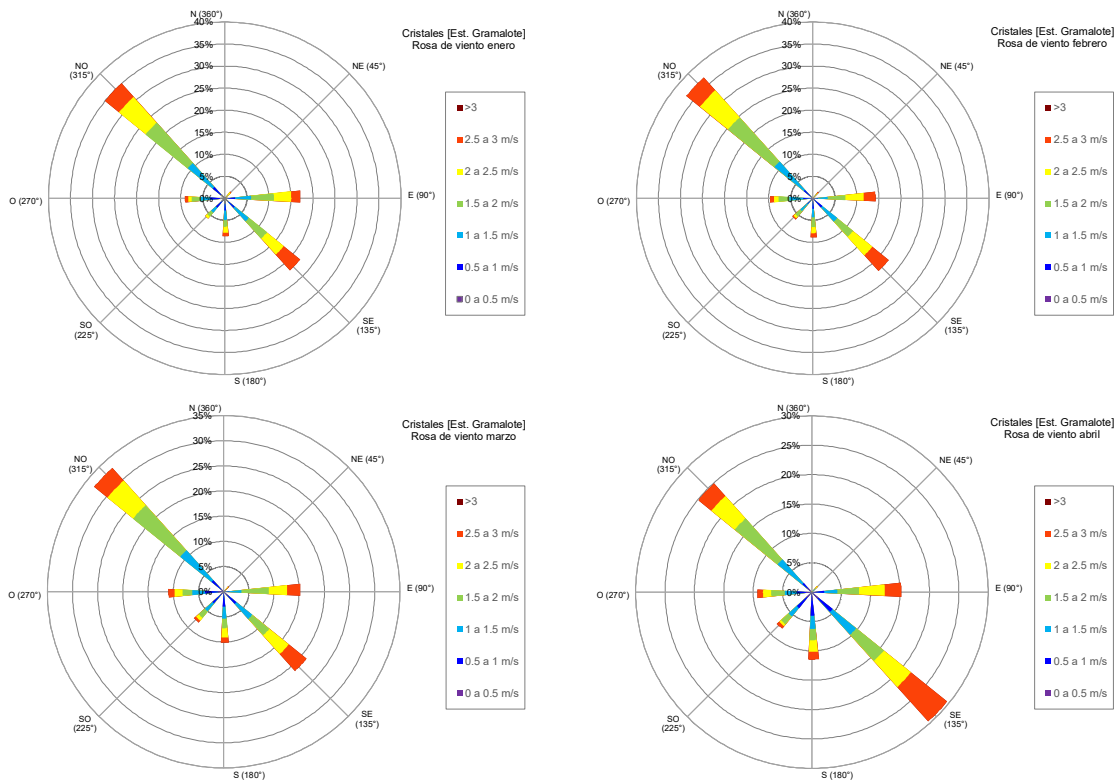 N (360°)
40%
35%
30%
25%
20%
15%
10%
5%
0%
NE (45°)
E (90°)
SE
(135°)
S (180°)
SO
(225°)
O (270°)
NO
(315°)
Cristales [Est. Gramalote]
Rosa de viento enero
>3
2.5 a 3 m/s
2 a 2.5 m/s
1.5 a 2 m/s
1 a 1.5 m/s
0.5 a 1 m/s
0 a 0.5 m/s
N (360°)
40%
35%
30%
25%
20%
15%
10%
5%
0%
NE (45°)
E (90°)
SE
(135°)
S (180°)
SO
(225°)
O (270°)
NO
(315°)
Cristales [Est. Gramalote]
Rosa de viento febrero
>3
2.5 a 3 m/s
2 a 2.5 m/s
1.5 a 2 m/s
1 a 1.5 m/s
0.5 a 1 m/s
0 a 0.5 m/s
N (360°)
35%
30%
25%
20%
15%
10%
5%
0%
NE (45°)
E (90°)
SE
(135°)
S (180°)
SO
(225°)
O (270°)
NO
(315°)
Cristales [Est. Gramalote]
Rosa de viento marzo
>3
2.5 a 3 m/s
2 a 2.5 m/s
1.5 a 2 m/s
1 a 1.5 m/s
0.5 a 1 m/s
0 a 0.5 m/s
N (360°)
30%
25%
20%
15%
10%
5%
0%
NE (45°)
E (90°)
SE
(135°)
S (180°)
SO
(225°)
O (270°)
NO
(315°)
Cristales [Est. Gramalote]
Rosa de viento abril
>3
2.5 a 3 m/s
2 a 2.5 m/s
1.5 a 2 m/s
1 a 1.5 m/s
0.5 a 1 m/s
0 a 0.5 m/s